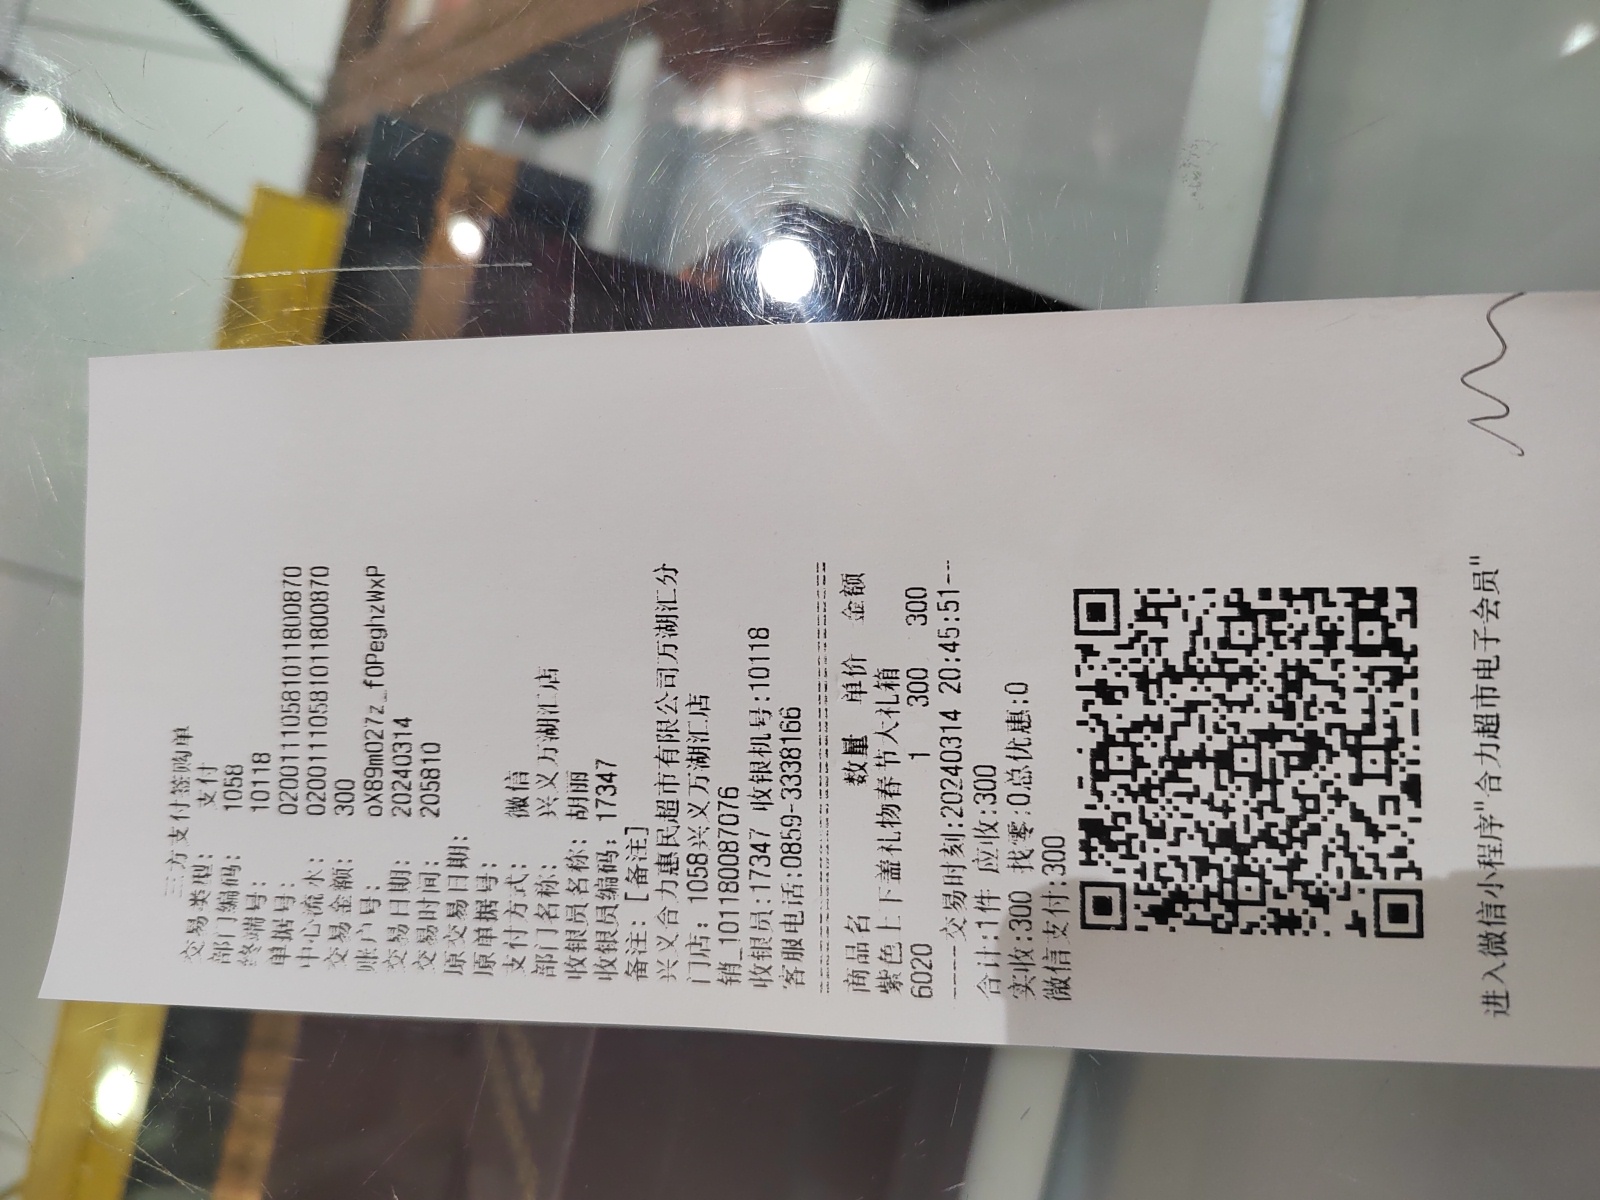 三方支付签购单
交易类型: 支付
部门编码: 1058
终端号: 10118
单据号: 0200111058101180​0870
中心流水: 02001110581011800870
交易金额: 300
账户号: oX89m027z_f0PeghzWxP
交易日期: 20240314
交易时间: 205810
原交易日期:
原单据号:
支付方式: 微信
部门名称: 兴义万湖汇店
收银员名称: 胡丽
收银员编码: 17347
备注: [备注]
兴义合力惠民超市有限公司万湖汇分
门店: 1058兴义万湖汇店
销_101180087076
收银员:17347 收银机号:10118
客服电话:0859-3338166
商品名 数量 单价 金额
紫色上下盖礼物春节大礼箱
6020 1 300 300
----交易时刻:20240314 20:45:51--
合计:1件 应收:300
实收:300 找零:0总优惠:0
微信支付:300
进入微信小程序"合力超市电子会员"